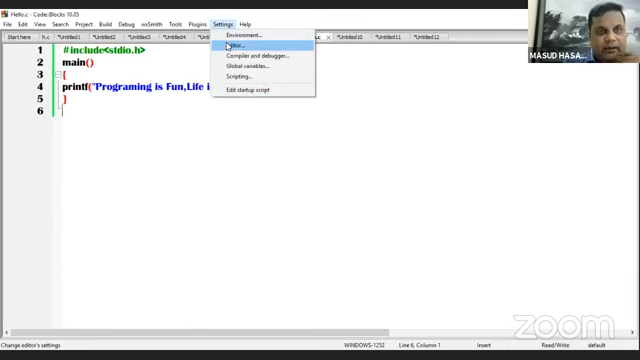 Hello.c - Code::Blocks 10.05
File Edit View Search Project Build Debug wxSmith Tools Plugins Settings Help
Start here h.c *Untitled1 *Untitled2 *Untitled3 *Untitled4 *Untitled10 *Untitled11 *Untitled12
Environment...
Editor...
Compiler and debugger...
Global variables...
Scripting...
Edit startup script
1 #include<stdio.h>
2 main()
3 {
4 printf("Programing is Fun,Life i
5 }
6
MASUD HASA
zoom
Change editor's settings WINDOWS-1252 Line 6, Column 1 Insert Read/Write default